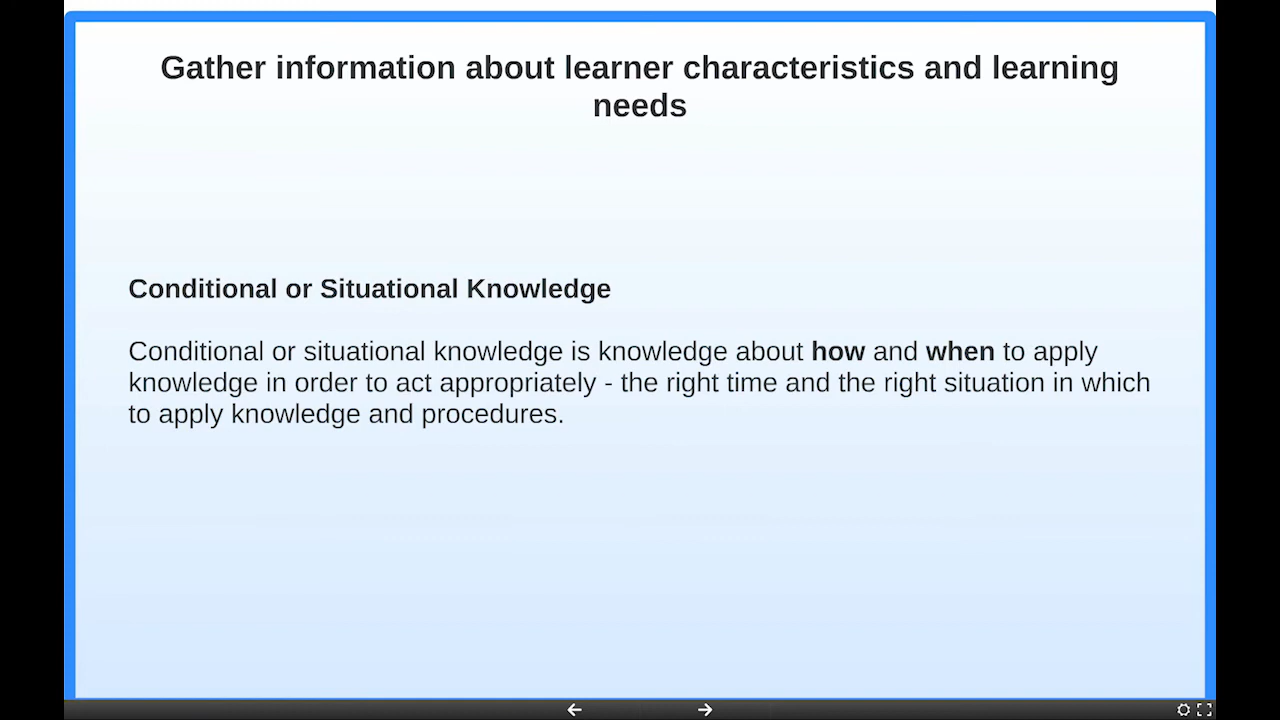 Gather information about learner characteristics and learning
needs
Conditional or Situational Knowledge
Conditional or situational knowledge is knowledge about how and when to apply
knowledge in order to act appropriately - the right time and the right situation in which
to apply knowledge and procedures.